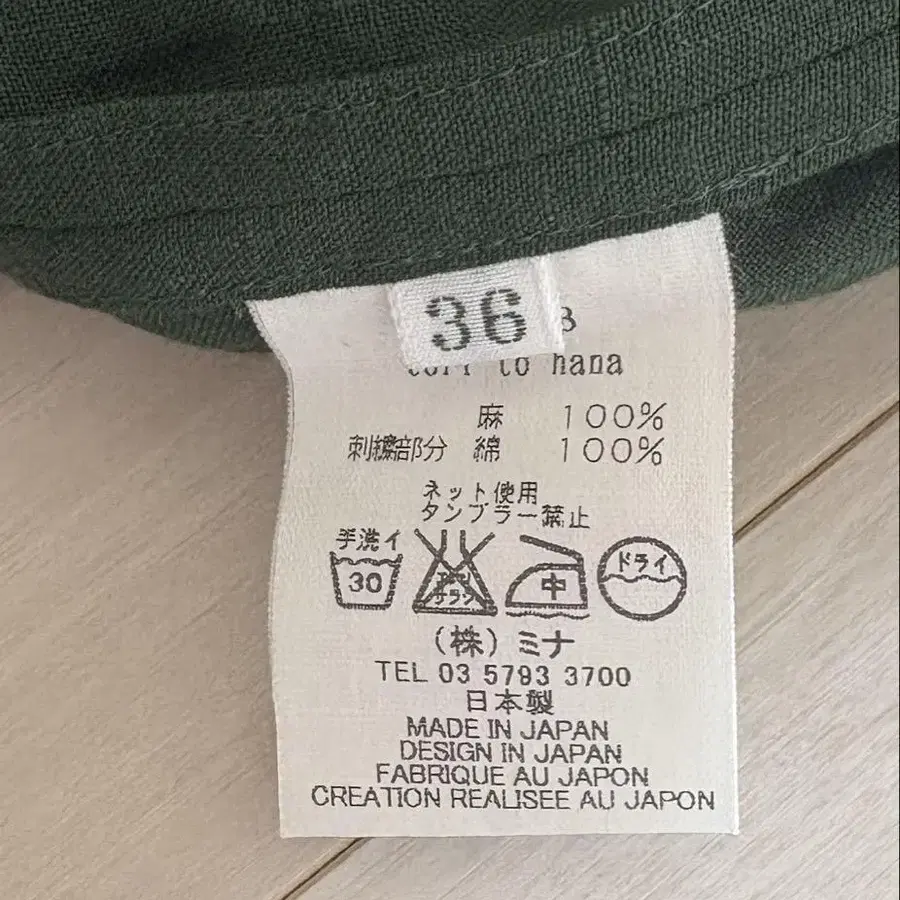 36
to hana
麻 100%
刺繍部分 綿 100%
ネット使用
タンブラー禁止
手洗イ
30
中
ドライ
(株)ミナ
TEL 03 5793 3700
日本製
MADE IN JAPAN
DESIGN IN JAPAN
FABRIQUE AU JAPON
CREATION REALISEE AU JAPON